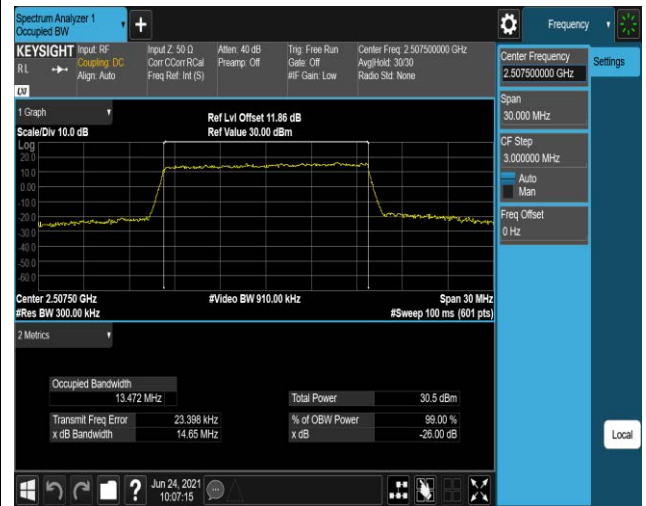 Spectrum Analyzer 1
Occupied BW
Frequency
KEYSIGHT
RL
Input: RF
Coupling: DC
Align: Auto
Input Z: 50 Ω
Corr CCorr RCal
Freq Ref: Int (S)
Atten: 40 dB
Preamp: Off
Trig: Free Run
Gate: Off
#IF Gain: Low
Center Freq: 2.507500000 GHz
Avg|Hold: 30/30
Radio Std: None
Center Frequency
2.507500000 GHz
Settings
Span
30.000 MHz
CF Step
3.000000 MHz
Auto
Man
Freq Offset
0 Hz
1 Graph
Scale/Div 10.0 dB
Ref Lvl Offset 11.86 dB
Ref Value 30.00 dBm
Log
20.0
10.0
0.00
-10.0
-20.0
-30.0
-40.0
-50.0
-60.0
Center 2.50750 GHz
#Video BW 910.00 kHz
Span 30 MHz
#Res BW 300.00 kHz
#Sweep 100 ms (601 pts)
2 Metrics
Occupied Bandwidth
13.472 MHz
Total Power 30.5 dBm
Transmit Freq Error 23.398 kHz
% of OBW Power 99.00 %
x dB Bandwidth 14.65 MHz
x dB -26.00 dB
Local
Jun 24, 2021
10:07:15